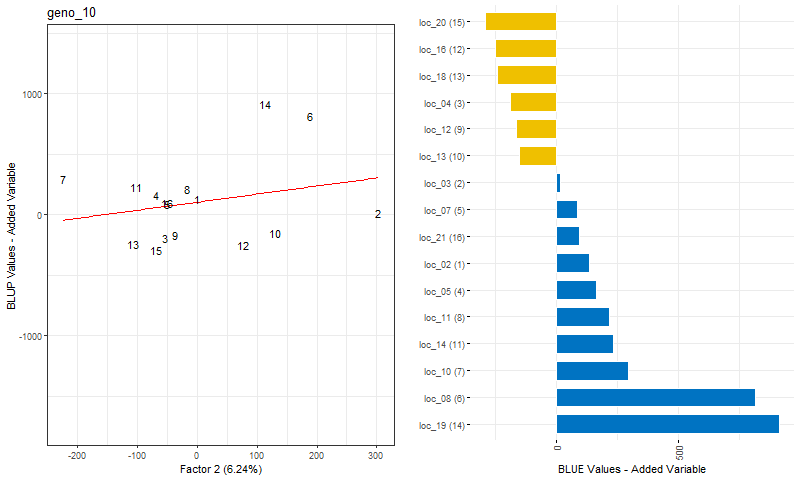 geno_10
BLUP Values - Added Variable
1000
0
-1000
14
6
7
11
4
8
16
5
1
2
3
9
10
13
15
12
-200
-100
0
100
200
300
Factor 2 (6.24%)
loc_20 (15)
loc_16 (12)
loc_18 (13)
loc_04 (3)
loc_12 (9)
loc_13 (10)
loc_03 (2)
loc_07 (5)
loc_21 (16)
loc_02 (1)
loc_05 (4)
loc_11 (8)
loc_14 (11)
loc_10 (7)
loc_08 (6)
loc_19 (14)
0
500
BLUE Values - Added Variable